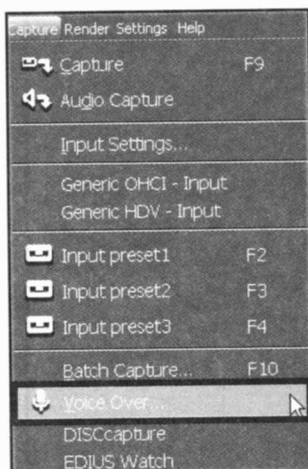 Capture Render Settings Help
Capture F9
Audio Capture
Input Settings...
Generic OHCI - Input
Generic HDV - Input
Input preset1 F2
Input preset2 F3
Input preset3 F4
Batch Capture... F10
Voice Over...
DISCcapture
EDIUS Watch